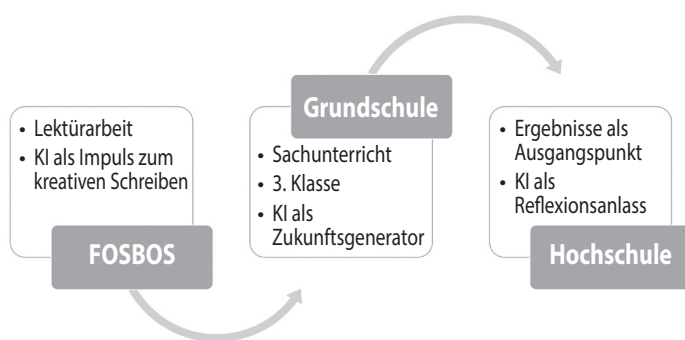 • Lektürarbeit
• KI als Impuls zum
kreativen Schreiben
FOSBOS
Grundschule
• Sachunterricht
• 3. Klasse
• KI als
Zukunftsgenerator
• Ergebnisse als
Ausgangspunkt
• KI als
Reflexionsanlass
Hochschule